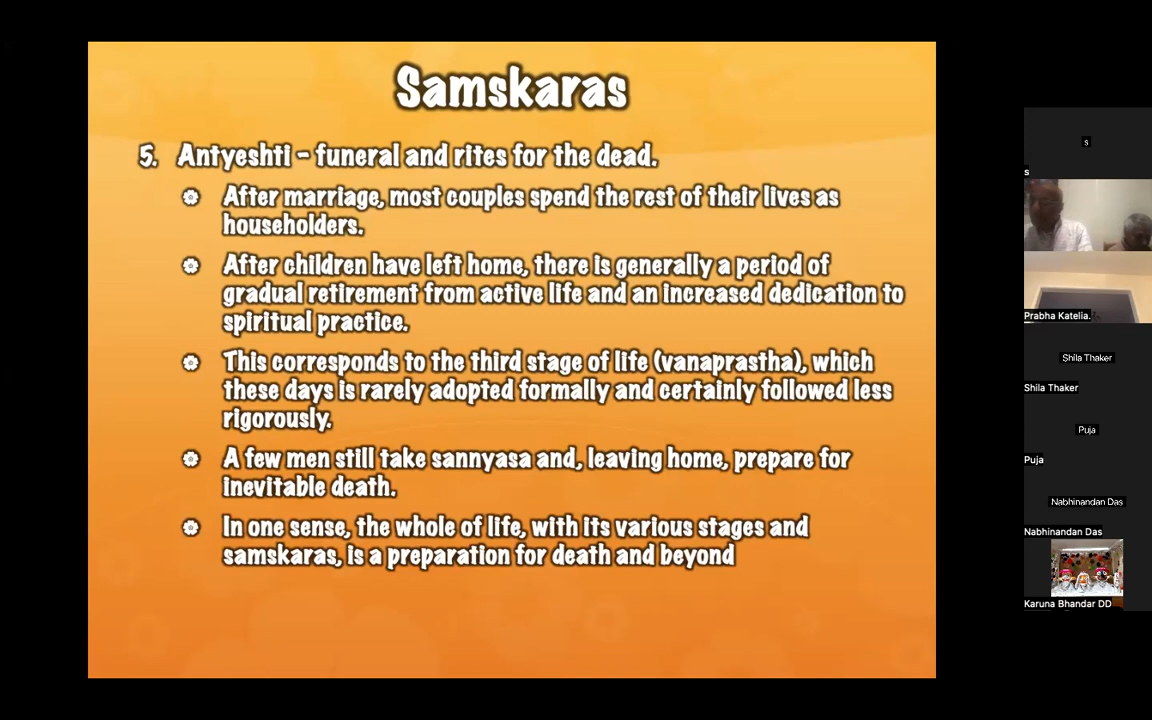 Samskaras
5. Antyeshti – funeral and rites for the dead.
After marriage, most couples spend the rest of their lives as
householders.
After children have left home, there is generally a period of
gradual retirement from active life and an increased dedication to
spiritual practice.
This corresponds to the third stage of life (vanaprastha), which
these days is rarely adopted formally and certainly followed less
rigorously.
A few men still take sannyasa and, leaving home, prepare for
inevitable death.
In one sense, the whole of life, with its various stages and
samskaras, is a preparation for death and beyond
s
s
Prabha Katelia.
Shila Thaker
Shila Thaker
Puja
Puja
Nabhinandan Das
Nabhinandan Das
Karuna Bhandar DD